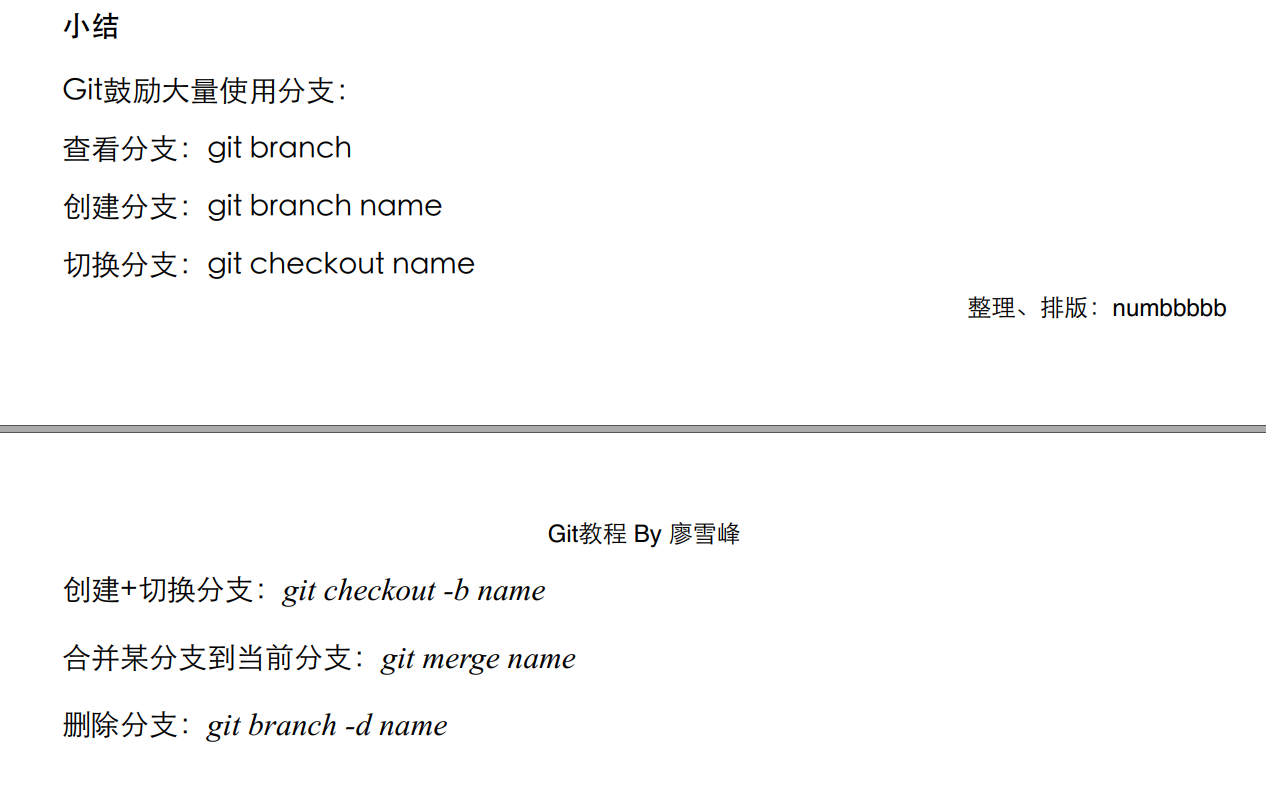 小结
Git鼓励大量使用分支：
查看分支：git branch
创建分支：git branch name
切换分支：git checkout name
整理、排版：numbbbbb
Git教程 By 廖雪峰
创建+切换分支：git checkout -b name
合并某分支到当前分支：git merge name
删除分支：git branch -d name